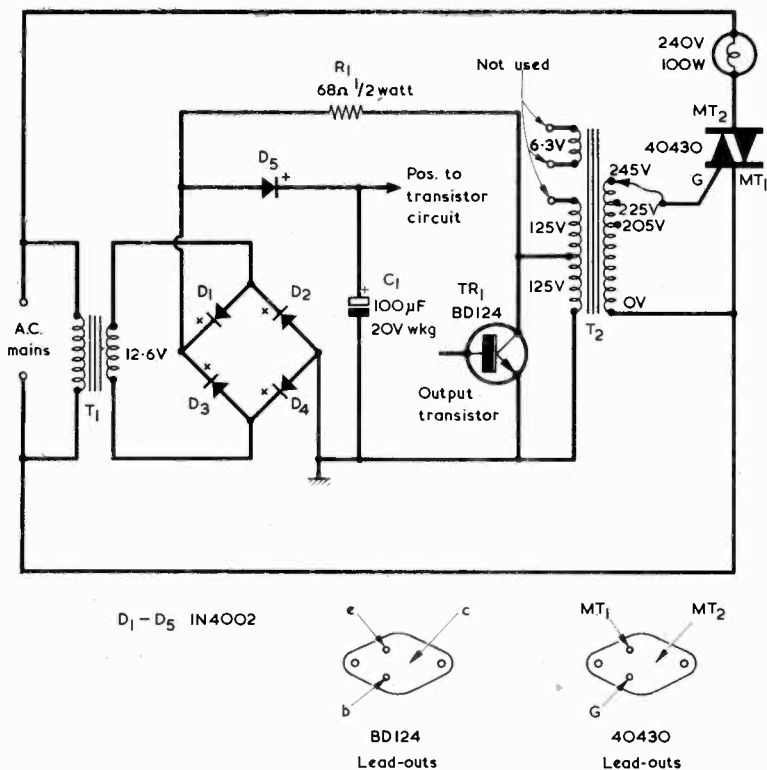 R1
68Ω 1/2 watt
Not used
240V
100W
MT2
40430
G
MT1
6·3V
245V
225V
205V
125V
125V
0V
T2
D5
+
Pos. to
transistor
circuit
D1
D2
D3
D4
+
C1
100µF
20V wkg
TR1
BD124
Output
transistor
A.C.
mains
T1
12·6V
D1–D5 IN4002
e
c
b
BD124
Lead-outs
MT1
MT2
G
40430
Lead-outs